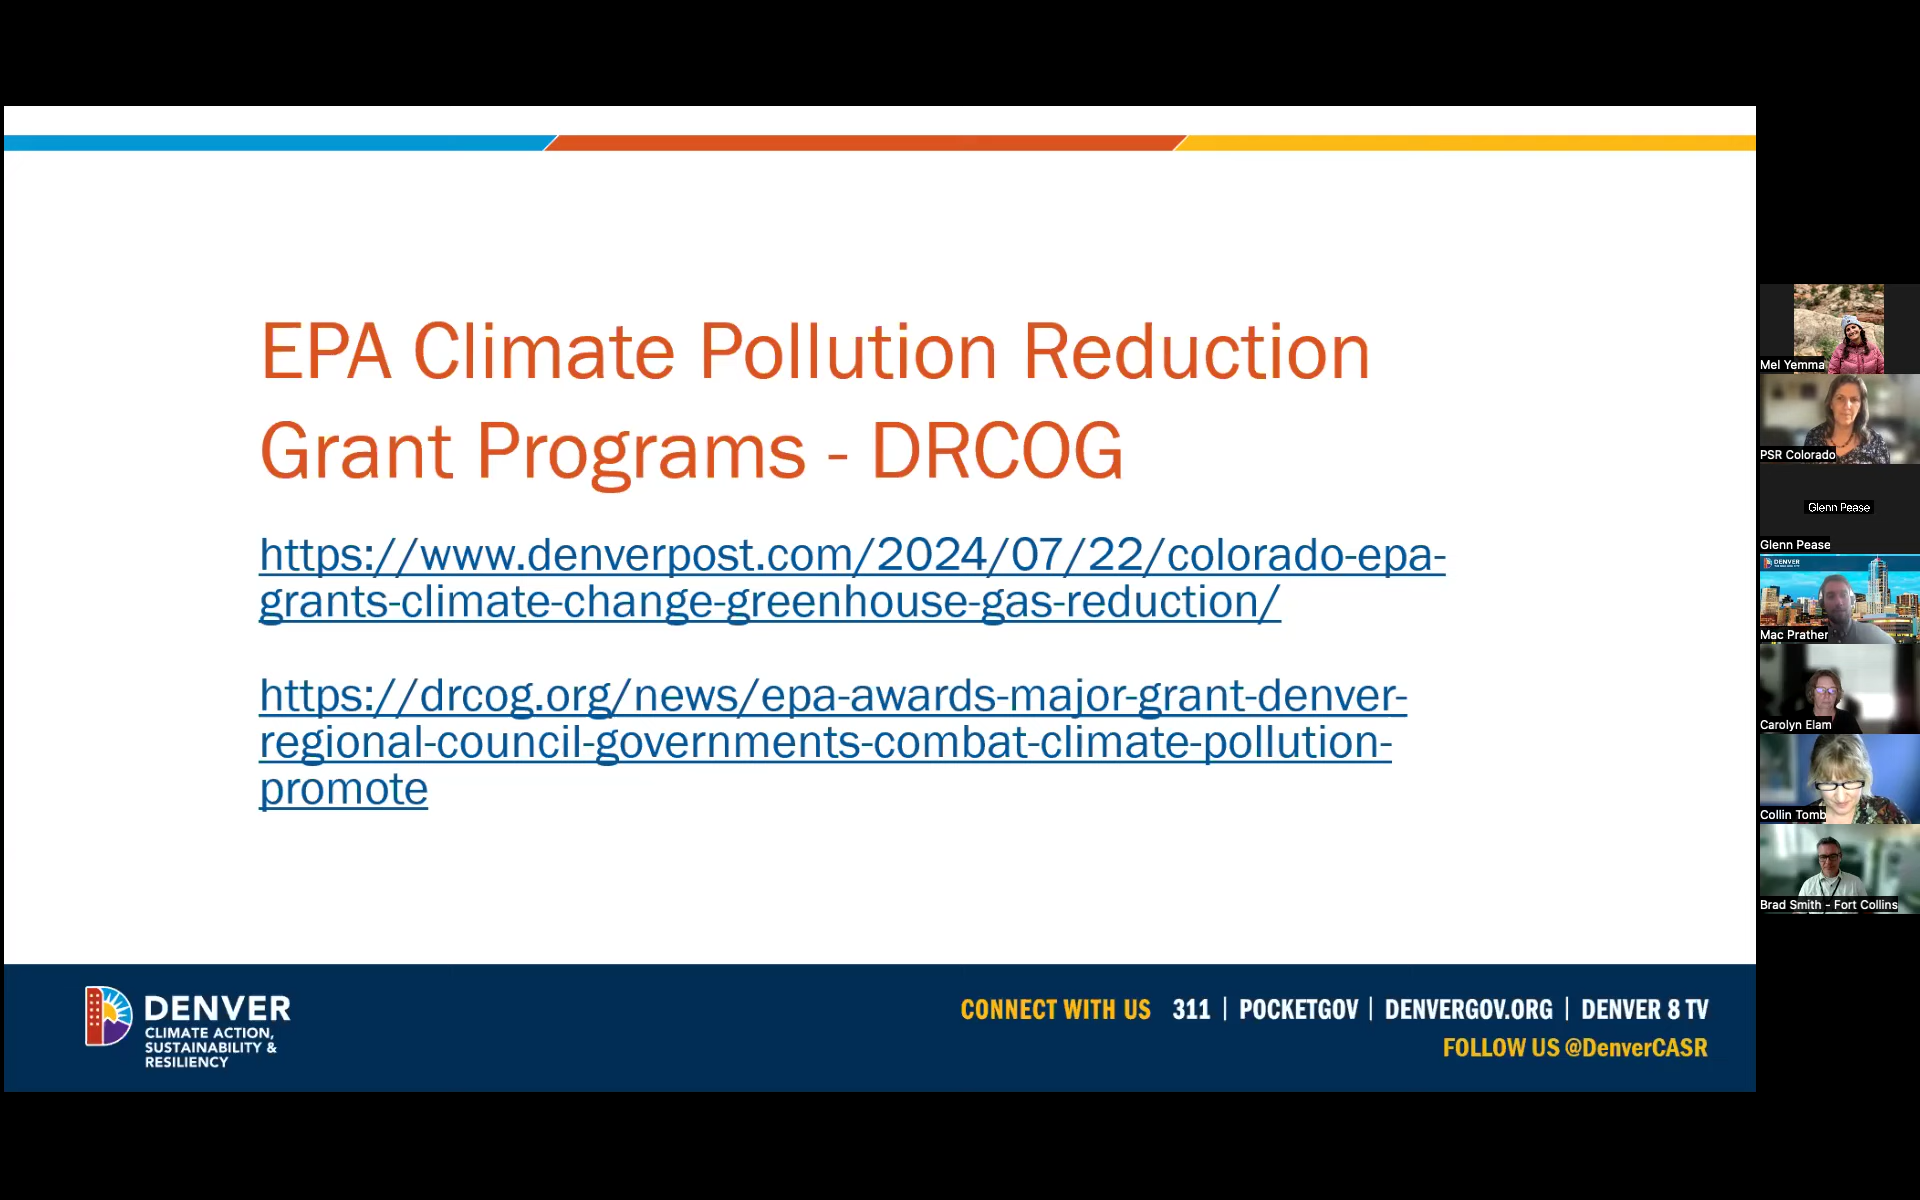 EPA Climate Pollution Reduction
Grant Programs - DRCOG
https://www.denverpost.com/2024/07/22/colorado-epa-
grants-climate-change-greenhouse-gas-reduction/
https://drcog.org/news/epa-awards-major-grant-denver-
regional-council-governments-combat-climate-pollution-
promote
DENVER
CLIMATE ACTION,
SUSTAINABILITY &
RESILIENCY
CONNECT WITH US 311 | POCKETGOV | DENVERGOV.ORG | DENVER 8 TV
FOLLOW US @DenverCASR
Mel Yemma
PSR Colorado
Glenn Pease
Glenn Pease
DENVER
Mac Prather
Carolyn Elam
Collin Tomb
Brad Smith - Fort Collins